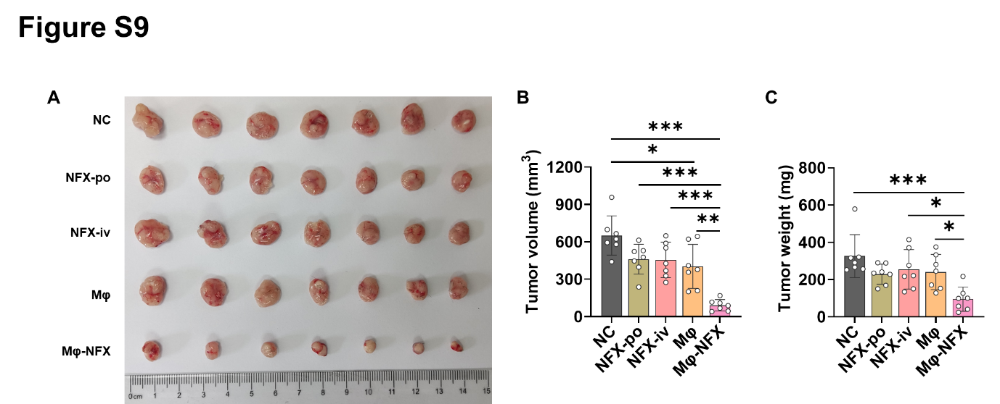 Figure S9
A
NC
NFX-po
NFX-iv
Mφ
Mφ-NFX
0cm 1 2 3 4 5 6 7 8 9 10 11 12 13 14 15
B
***
*
***
***
**
Tumor volume (mm³)
1200
900
600
300
0
NC
NFX-po
NFX-iv
Mφ
Mφ-NFX
C
***
*
*
Tumor weight (mg)
800
600
400
200
0
NC
NFX-po
NFX-iv
Mφ
Mφ-NFX